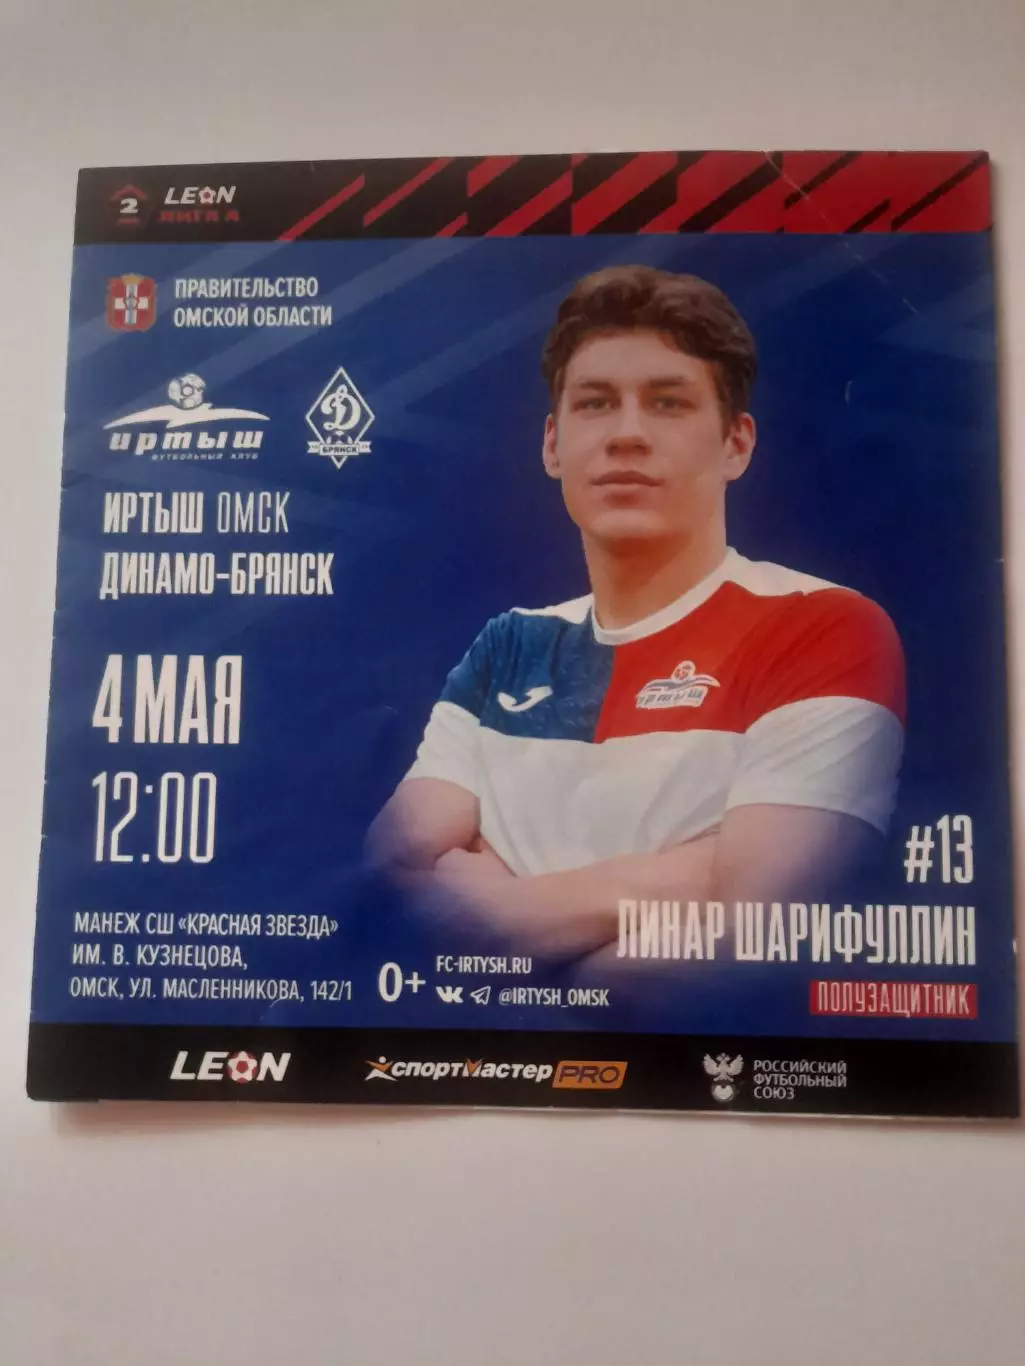 2
LEON
ЛИГА А
ПРАВИТЕЛЬСТВО
ОМСКОЙ ОБЛАСТИ
иртыш
ФУТБОЛЬНЫЙ КЛУБ
Д
БРЯНСК
ИРТЫШ ОМСК
ДИНАМО-БРЯНСК
4 МАЯ
12:00
МАНЕЖ СШ «КРАСНАЯ ЗВЕЗДА»
ИМ. В. КУЗНЕЦОВА,
ОМСК, УЛ. МАСЛЕННИКОВА, 142/1
0+
FC-IRTYSH.RU
@IRTYSH_OMSK
иртыш
#13
ЛИНАР ШАРИФУЛЛИН
ПОЛУЗАЩИТНИК
LEON
СПОРТМАСТЕР PRO
РОССИЙСКИЙ
ФУТБОЛЬНЫЙ
СОЮЗ